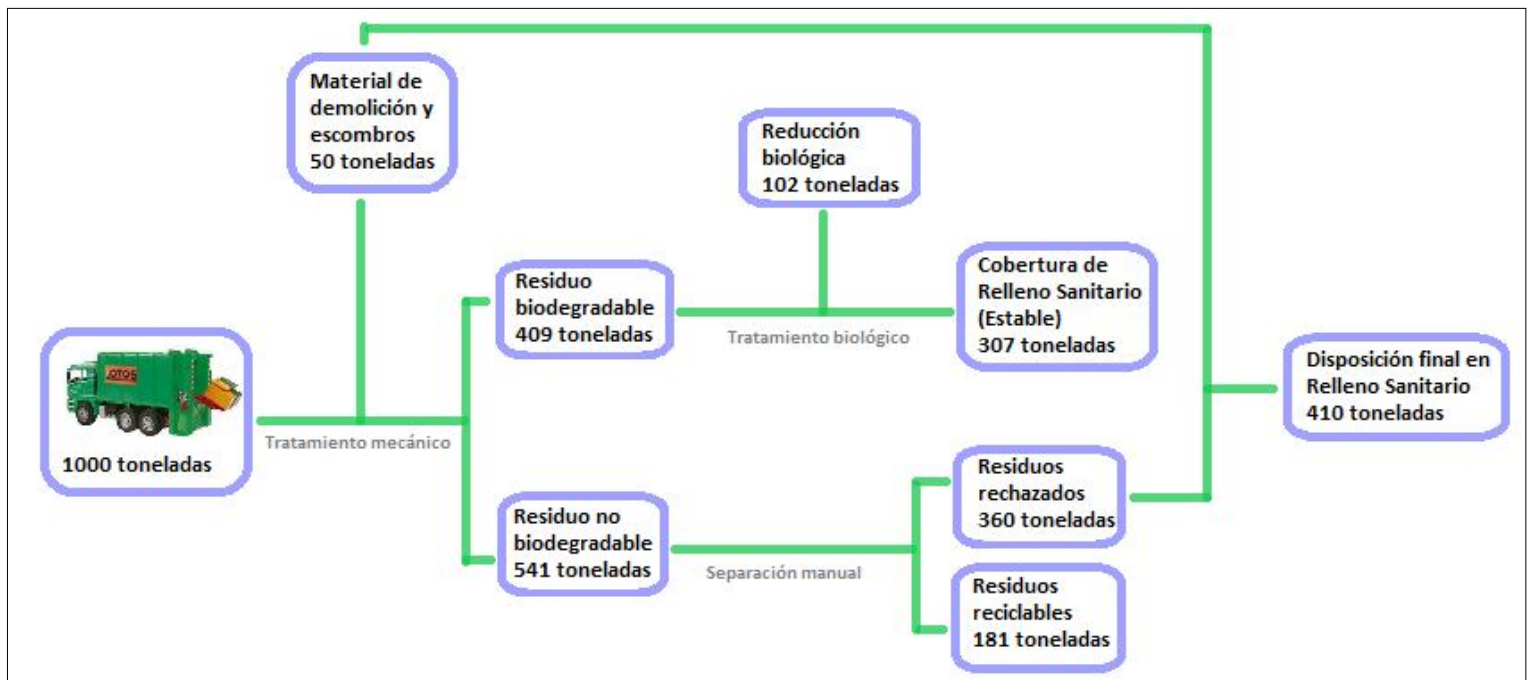 Material de
demolición y
escombros
50 toneladas
Reducción
biológica
102 toneladas
Residuo
biodegradable
409 toneladas
Tratamiento biológico
Cobertura de
Relleno Sanitario
(Estable)
307 toneladas
Disposición final en
Relleno Sanitario
410 toneladas
JOTOS
1000 toneladas
Tratamiento mecánico
Residuo no
biodegradable
541 toneladas
Separación manual
Residuos
rechazados
360 toneladas
Residuos
reciclables
181 toneladas